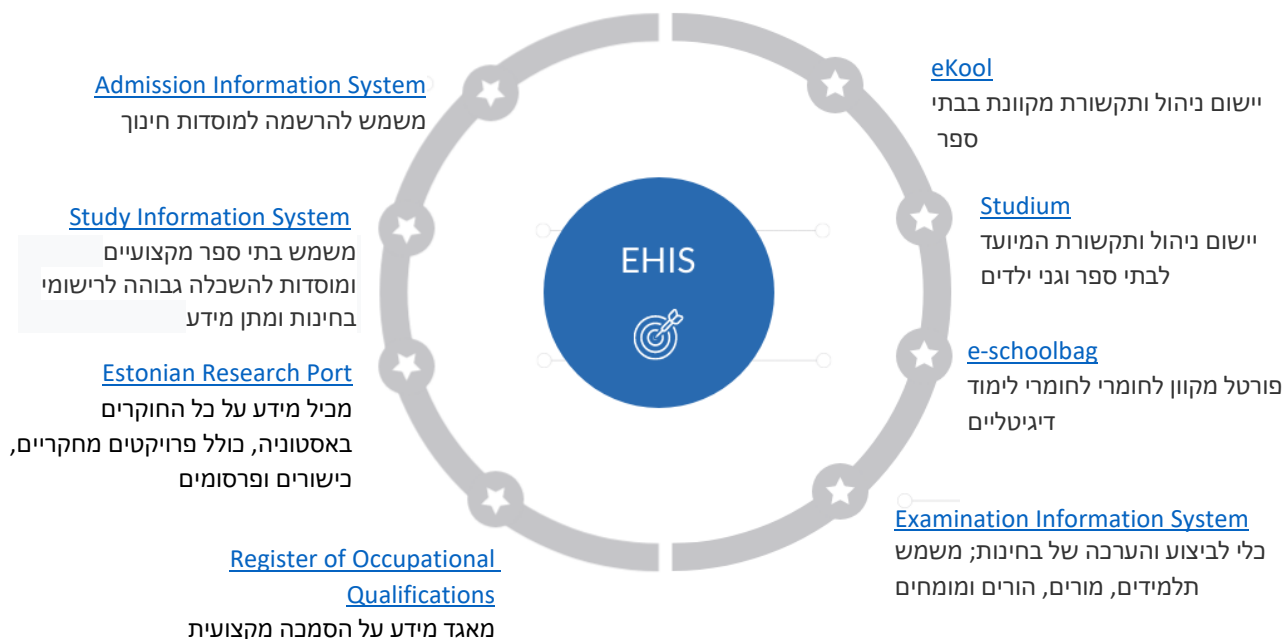 Admission Information System
משמש להרשמה למוסדות חינוך
Study Information System
משמש בתי ספר מקצועיים
ומוסדות להשכלה גבוהה לרישומי
בחינות ומתן מידע
Estonian Research Port
מכיל מידע על כל החוקרים
באסטוניה, כולל פרויקטים מחקריים,
כישורים ופרסומים
Register of Occupational
Qualifications
מאגד מידע על הסמכה מקצועית
EHIS
eKool
יישום ניהול ותקשורת מקוונת בבתי
ספר
Studium
יישום ניהול ותקשורת המיועד
לבתי ספר וגני ילדים
e-schoolbag
פורטל מקוון לחומרי לחומרי לימוד
דיגיטליים
Examination Information System
כלי לביצוע והערכה של בחינות; משמש
תלמידים, מורים, הורים ומומחים